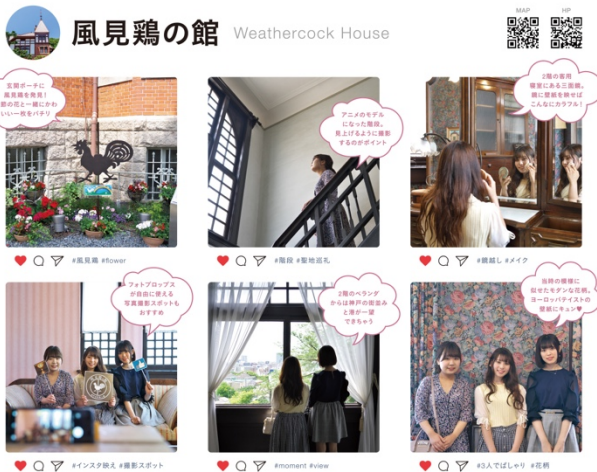 風見鶏の館 Weathercock House
MAP HP
玄関ポーチに
風見鶏を発見!
節の花と一緒にかわ
いい一枚をパチリ
アニメのモデル
になった階段。
見上げるように撮影
するのがポイント
2階の客用
寝室にある三面鏡。
鏡に壁紙を映せば
こんなにカラフル!
#風見鶏 #flower
#階段 #聖地巡礼
#鏡越し #メイク
フォトプロップス
が自由に使える
写真撮影スポットも
おすすめ
2階のベランダ
からは神戸の街並み
と港が一望
できちゃう
当時の模様に
似せたモダンな花柄。
ヨーロッパテイストの
壁紙にキュン♥
#インスタ映え #撮影スポット
#moment #view
#3人でぱしゃり #花柄